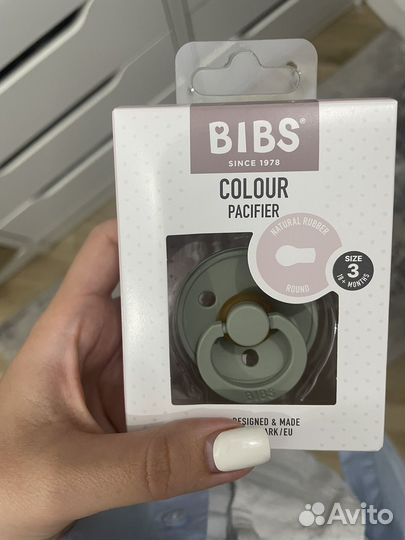 BIBS®
SINCE 1978
COLOUR
PACIFIER
NATURAL RUBBER
ROUND
SIZE
3
18+ MONTHS
BIBS
DESIGNED & MADE
ARK/EU
Avito